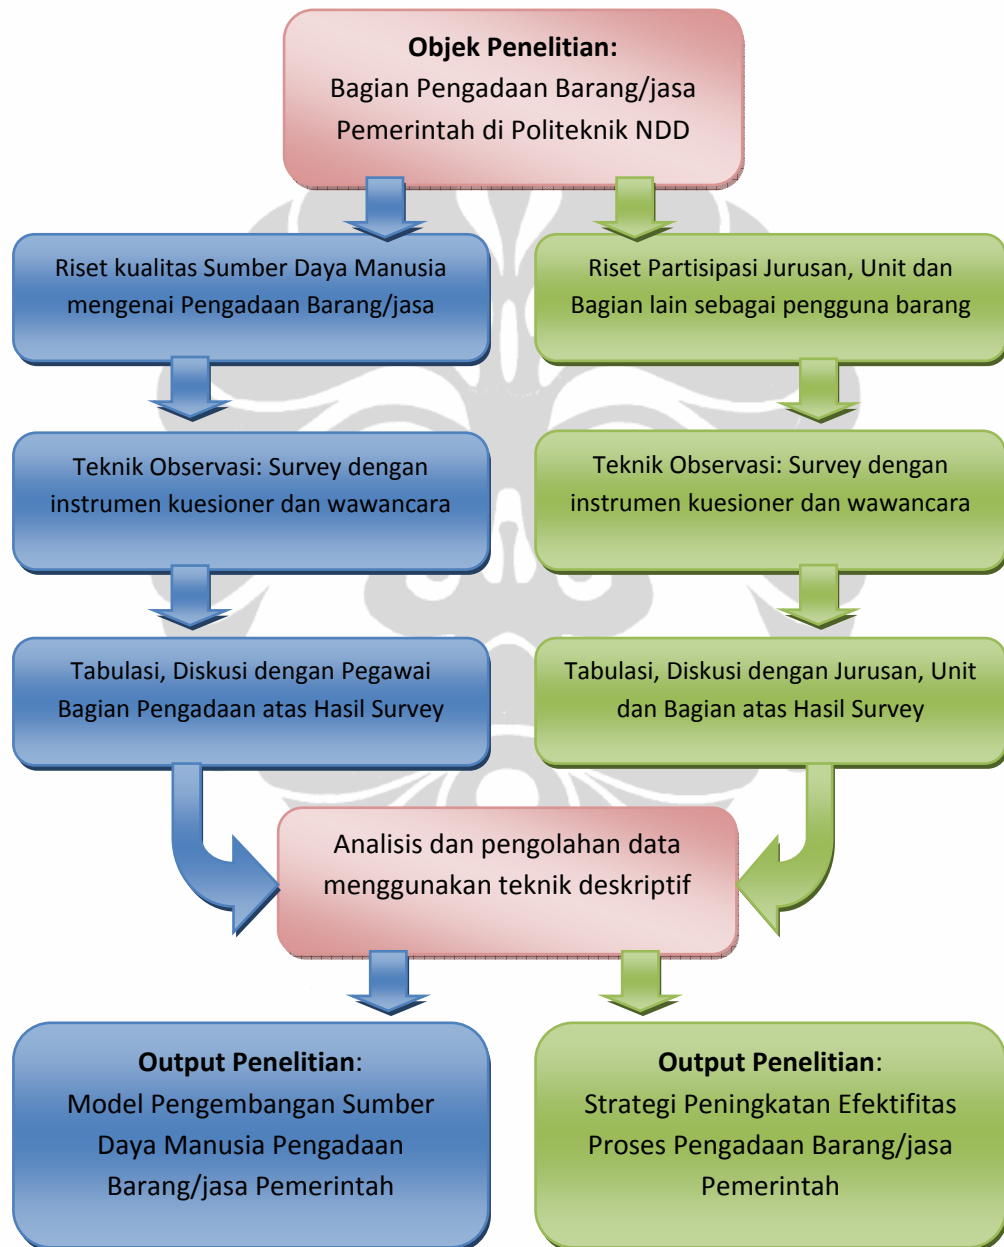 Objek Penelitian:
Bagian Pengadaan Barang/jasa
Pemerintah di Politeknik NDD
Riset kualitas Sumber Daya Manusia
mengenai Pengadaan Barang/jasa
Riset Partisipasi Jurusan, Unit dan
Bagian lain sebagai pengguna barang
Teknik Observasi: Survey dengan
instrumen kuesioner dan wawancara
Teknik Observasi: Survey dengan
instrumen kuesioner dan wawancara
Tabulasi, Diskusi dengan Pegawai
Bagian Pengadaan atas Hasil Survey
Tabulasi, Diskusi dengan Jurusan, Unit
dan Bagian atas Hasil Survey
Analisis dan pengolahan data
menggunakan teknik deskriptif
Output Penelitian:
Model Pengembangan Sumber
Daya Manusia Pengadaan
Barang/jasa Pemerintah
Output Penelitian:
Strategi Peningkatan Efektifitas
Proses Pengadaan Barang/jasa
Pemerintah